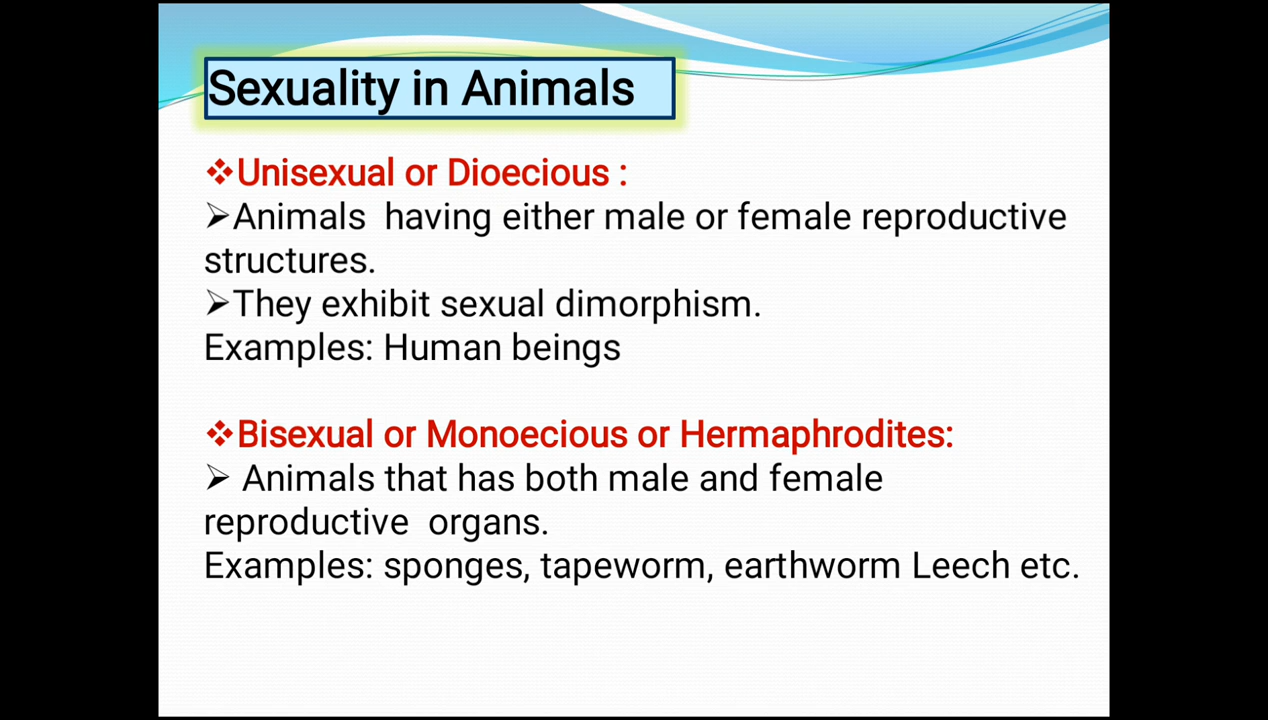 Sexuality in Animals
❖Unisexual or Dioecious :
➢Animals  having either male or female reproductive
structures.
➢They exhibit sexual dimorphism.
Examples: Human beings
❖Bisexual or Monoecious or Hermaphrodites:
➢ Animals that has both male and female
reproductive  organs.
Examples: sponges, tapeworm, earthworm Leech etc.